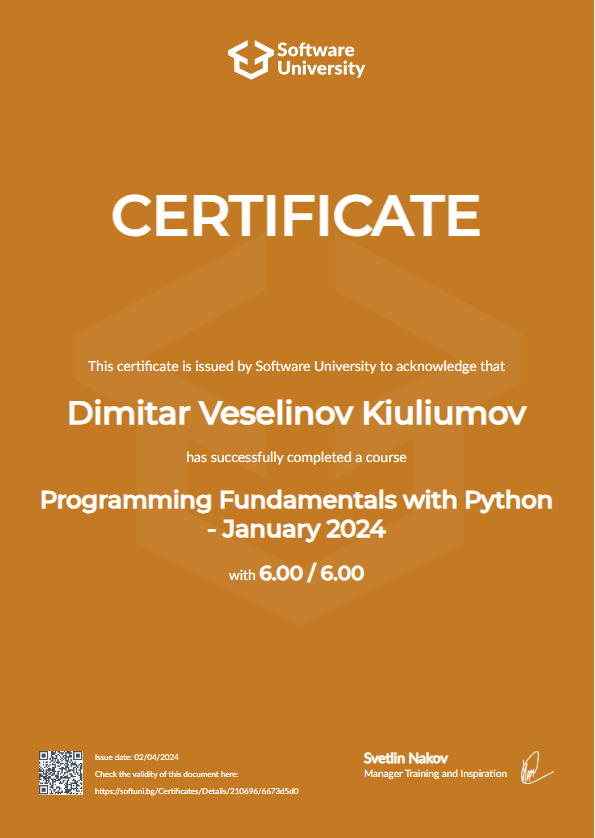 Software
University
CERTIFICATE
This certificate is issued by Software University to acknowledge that
Dimitar Veselinov Kiuliumov
has successfully completed a course
Programming Fundamentals with Python
- January 2024
with 6.00 / 6.00
Issue date: 02/04/2024
Check the validity of this document here:
https://softuni.bg/Certificates/Details/210696/6673d5d0
Svetlin Nakov
Manager Training and Inspiration